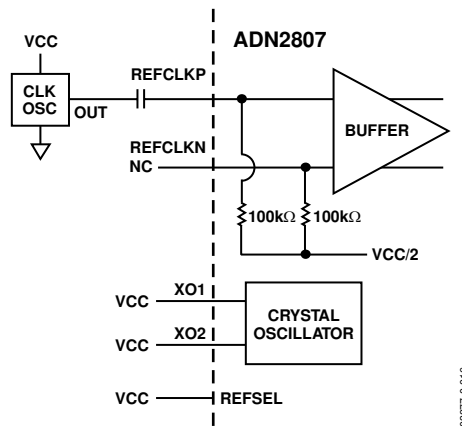 ADN2807
VCC
REFCLKP
CLK
OSC
OUT
BUFFER
REFCLKN
NC
100kΩ 100kΩ
VCC/2
VCC XO1
CRYSTAL
OSCILLATOR
VCC XO2
VCC REFSEL